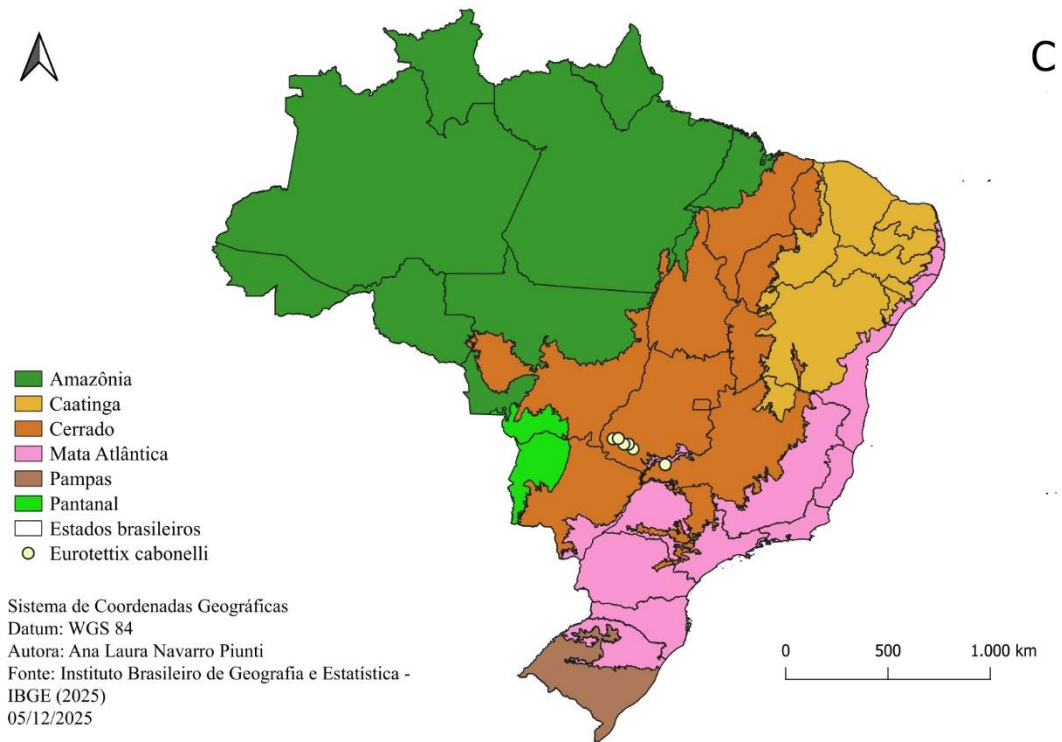 C
Amazônia
Caatinga
Cerrado
Mata Atlântica
Pampas
Pantanal
Estados brasileiros
Eurotettix cabonelli
Sistema de Coordenadas Geográficas
Datum: WGS 84
Autora: Ana Laura Navarro Piunti
Fonte: Instituto Brasileiro de Geografia e Estatística -
IBGE (2025)
05/12/2025
0 500 1.000 km